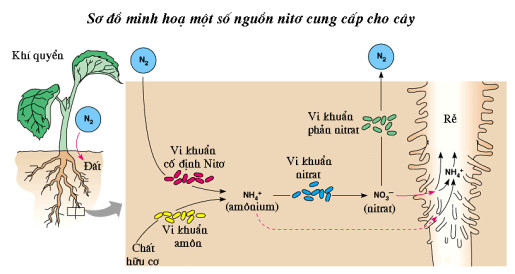 Sơ đồ minh hoạ một số nguồn nitơ cung cấp cho cây
Khí quyển
N₂
Đất
N₂
Vi khuẩn
cố định Nitơ
Chất
hữu cơ
Vi khuẩn
amôn
NH₄⁺
(amônium)
Vi khuẩn
nitrat
NO₃⁻
(nitrat)
Vi khuẩn
phản nitrat
N₂
Rễ
NH₄⁺